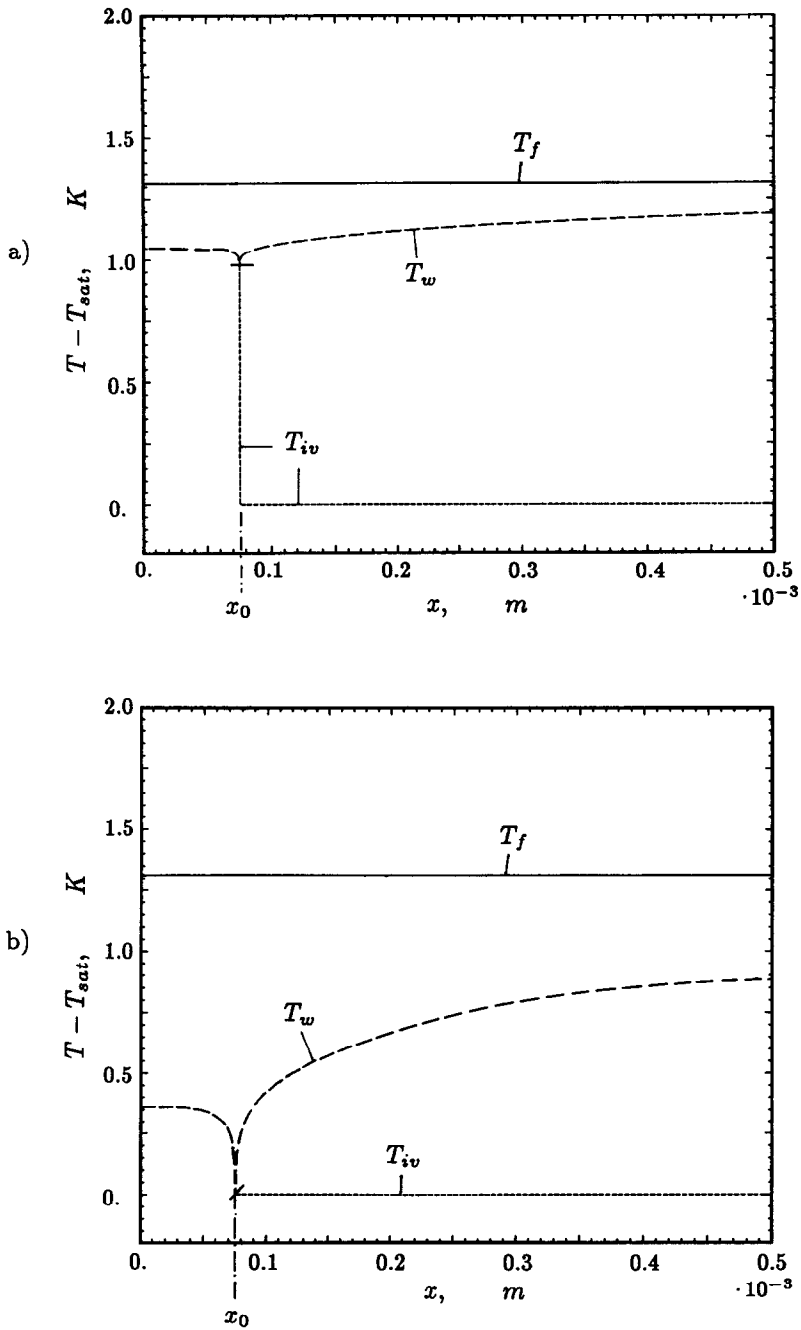 a)
T − T_sat, K
2.0
1.5
1.0
0.5
0.
T_f
T_w
T_iv
0. 0.1 0.2 0.3 0.4 0.5
x_0 x, m ·10⁻³
b)
T − T_sat, K
2.0
1.5
1.0
0.5
0.
T_f
T_w
T_iv
0. 0.1 0.2 0.3 0.4 0.5
x, m ·10⁻³
x_0